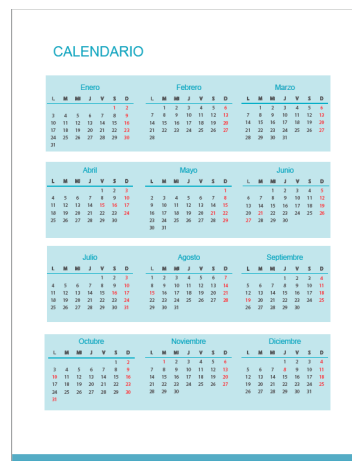 CALENDARIO
Enero
L M MI J V S D
1 2
3 4 5 6 7 8 9
10 11 12 13 14 15 16
17 18 19 20 21 22 23
24 25 26 27 28 29 30
31
Febrero
L M MI J V S D
1 2 3 4 5 6
7 8 9 10 11 12 13
14 15 16 17 18 19 20
21 22 23 24 25 26 27
28
Marzo
L M MI J V S D
1 2 3 4 5 6
7 8 9 10 11 12 13
14 15 16 17 18 19 20
21 22 23 24 25 26 27
28 29 30 31
Abril
L M MI J V S D
1 2 3
4 5 6 7 8 9 10
11 12 13 14 15 16 17
18 19 20 21 22 23 24
25 26 27 28 29 30
Mayo
L M MI J V S D
1
2 3 4 5 6 7 8
9 10 11 12 13 14 15
16 17 18 19 20 21 22
23 24 25 26 27 28 29
30 31
Junio
L M MI J V S D
1 2 3 4 5
6 7 8 9 10 11 12
13 14 15 16 17 18 19
20 21 22 23 24 25 26
27 28 29 30
Julio
L M MI J V S D
1 2 3
4 5 6 7 8 9 10
11 12 13 14 15 16 17
18 19 20 21 22 23 24
25 26 27 28 29 30 31
Agosto
L M MI J V S D
1 2 3 4 5 6 7
8 9 10 11 12 13 14
15 16 17 18 19 20 21
22 23 24 25 26 27 28
29 30 31
Septiembre
L M MI J V S D
1 2 3 4
5 6 7 8 9 10 11
12 13 14 15 16 17 18
19 20 21 22 23 24 25
26 27 28 29 30
Octubre
L M MI J V S D
1 2
3 4 5 6 7 8 9
10 11 12 13 14 15 16
17 18 19 20 21 22 23
24 25 26 27 28 29 30
31
Noviembre
L M MI J V S D
1 2 3 4 5 6
7 8 9 10 11 12 13
14 15 16 17 18 19 20
21 22 23 24 25 26 27
28 29 30
Diciembre
L M MI J V S D
1 2 3 4
5 6 7 8 9 10 11
12 13 14 15 16 17 18
19 20 21 22 23 24 25
26 27 28 29 30 31